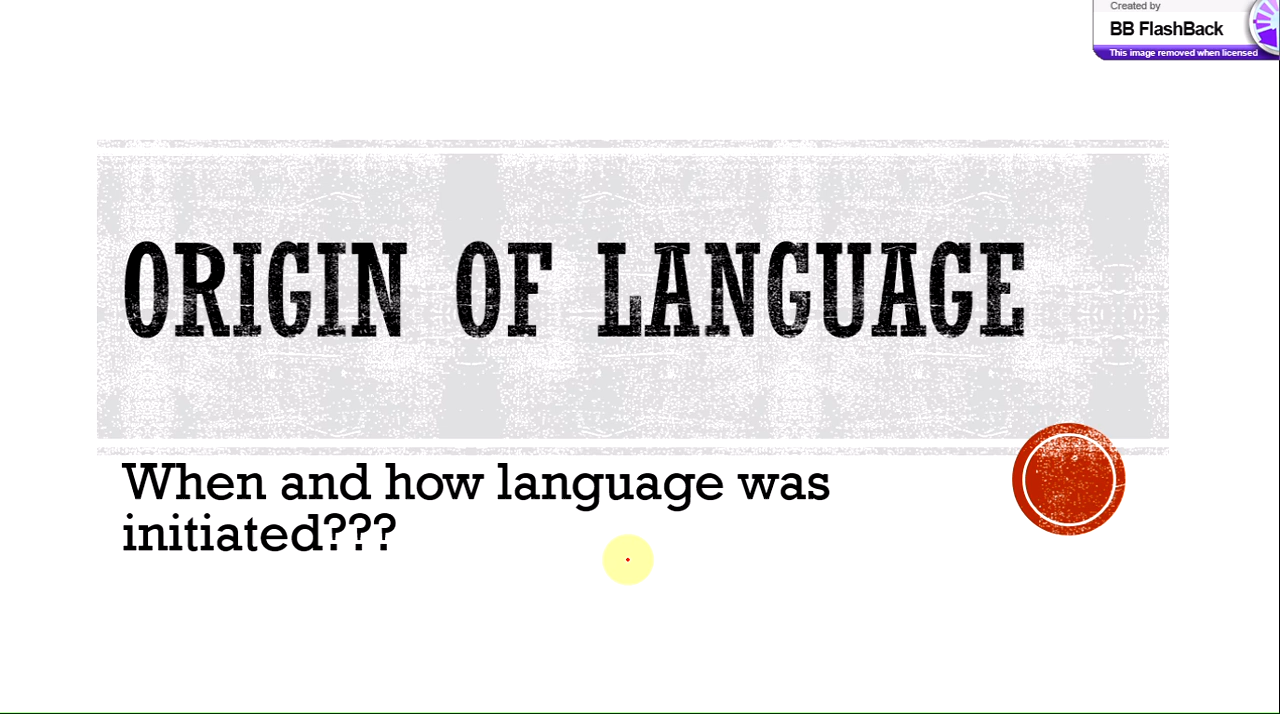 Created by
BB FlashBack
This image removed when licensed
ORIGIN OF LANGUAGE
When and how language was
initiated???